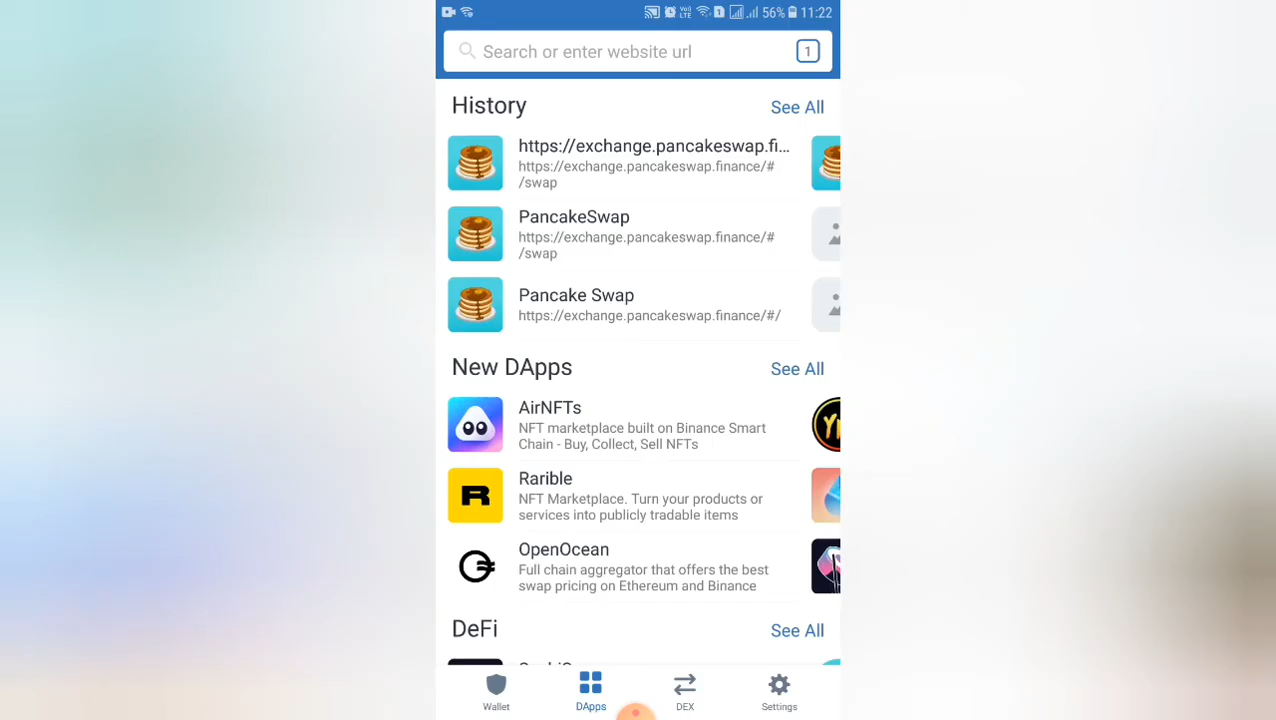 Vo)
LTE
1
56%
11:22
Search or enter website url
1
History
See All
https://exchange.pancakeswap.fi...
https://exchange.pancakeswap.finance/#
/swap
PancakeSwap
https://exchange.pancakeswap.finance/#
/swap
Pancake Swap
https://exchange.pancakeswap.finance/#/
New DApps
See All
AirNFTs
NFT marketplace built on Binance Smart
Chain - Buy, Collect, Sell NFTs
Rarible
NFT Marketplace. Turn your products or
services into publicly tradable items
R
OpenOcean
Full chain aggregator that offers the best
swap pricing on Ethereum and Binance
DeFi
See All
Wallet
DApps
DEX
Settings